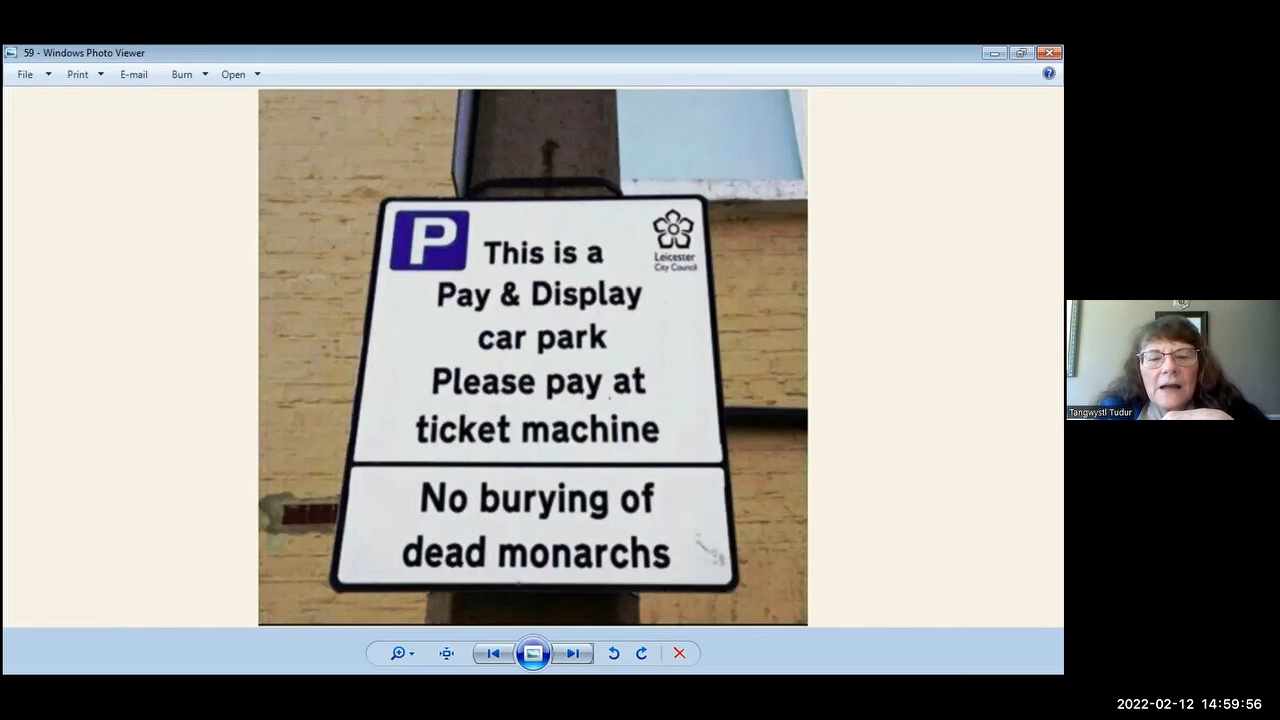 59 - Windows Photo Viewer
File Print E-mail Burn Open
P
This is a
Leicester
City Council
Pay & Display
car park
Please pay at
ticket machine
No burying of
dead monarchs
Tangwystl Tudur
2022-02-12 14:59:56